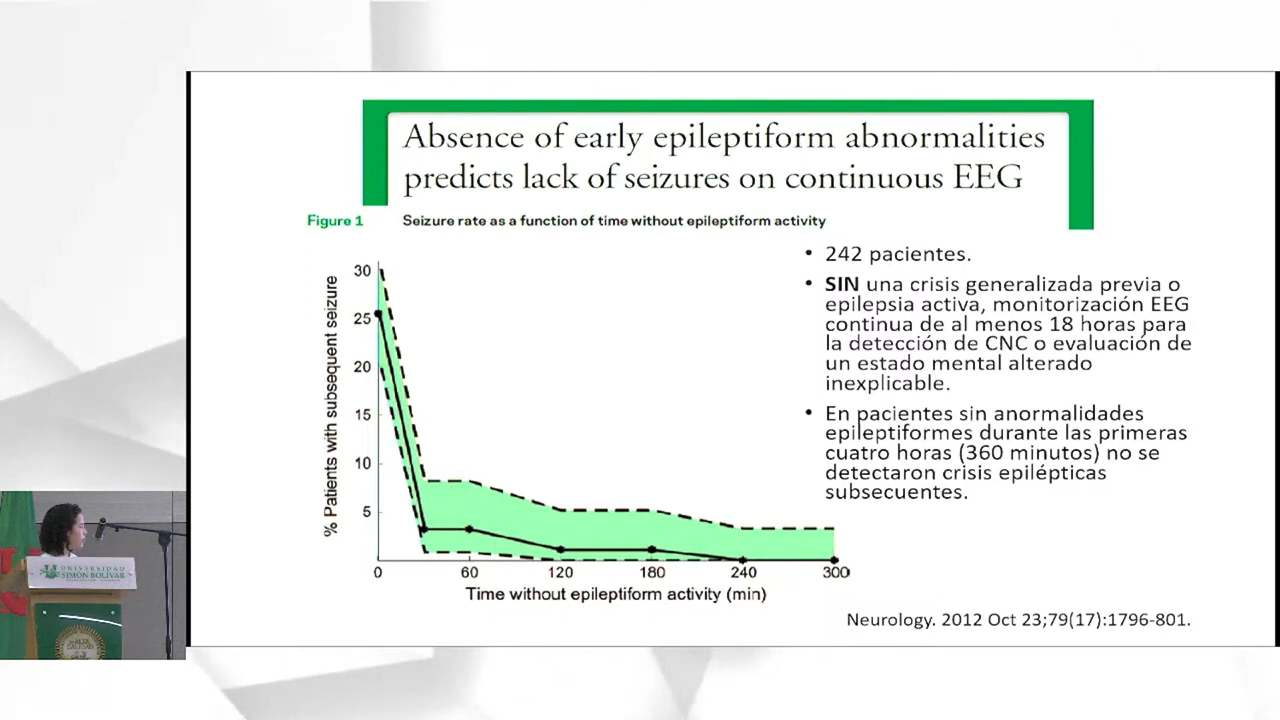 Absence of early epileptiform abnormalities
predicts lack of seizures on continuous EEG
Figure 1 Seizure rate as a function of time without epileptiform activity
% Patients with subsequent seizure
30
25
20
15
10
5
0 60 120 180 240 300
Time without epileptiform activity (min)
• 242 pacientes.
• SIN una crisis generalizada previa o
epilepsia activa, monitorización EEG
continua de al menos 18 horas para
la detección de CNC o evaluación de
un estado mental alterado
inexplicable.
• En pacientes sin anormalidades
epileptiformes durante las primeras
cuatro horas (360 minutos) no se
detectaron crisis epilépticas
subsecuentes.
Neurology. 2012 Oct 23;79(17):1796-801.
UNIVERSIDAD
SIMÓN BOLÍVAR